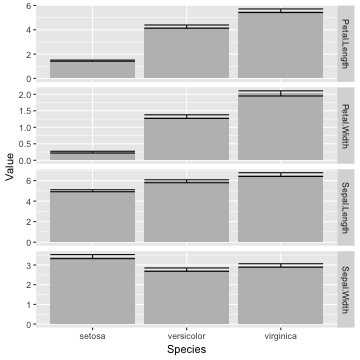 6
4
2
0
Petal.Length
2.0
1.5
1.0
0.5
0.0
Petal.Width
Value
6
4
2
0
Sepal.Length
3
2
1
0
Sepal.Width
setosa versicolor virginica
Species